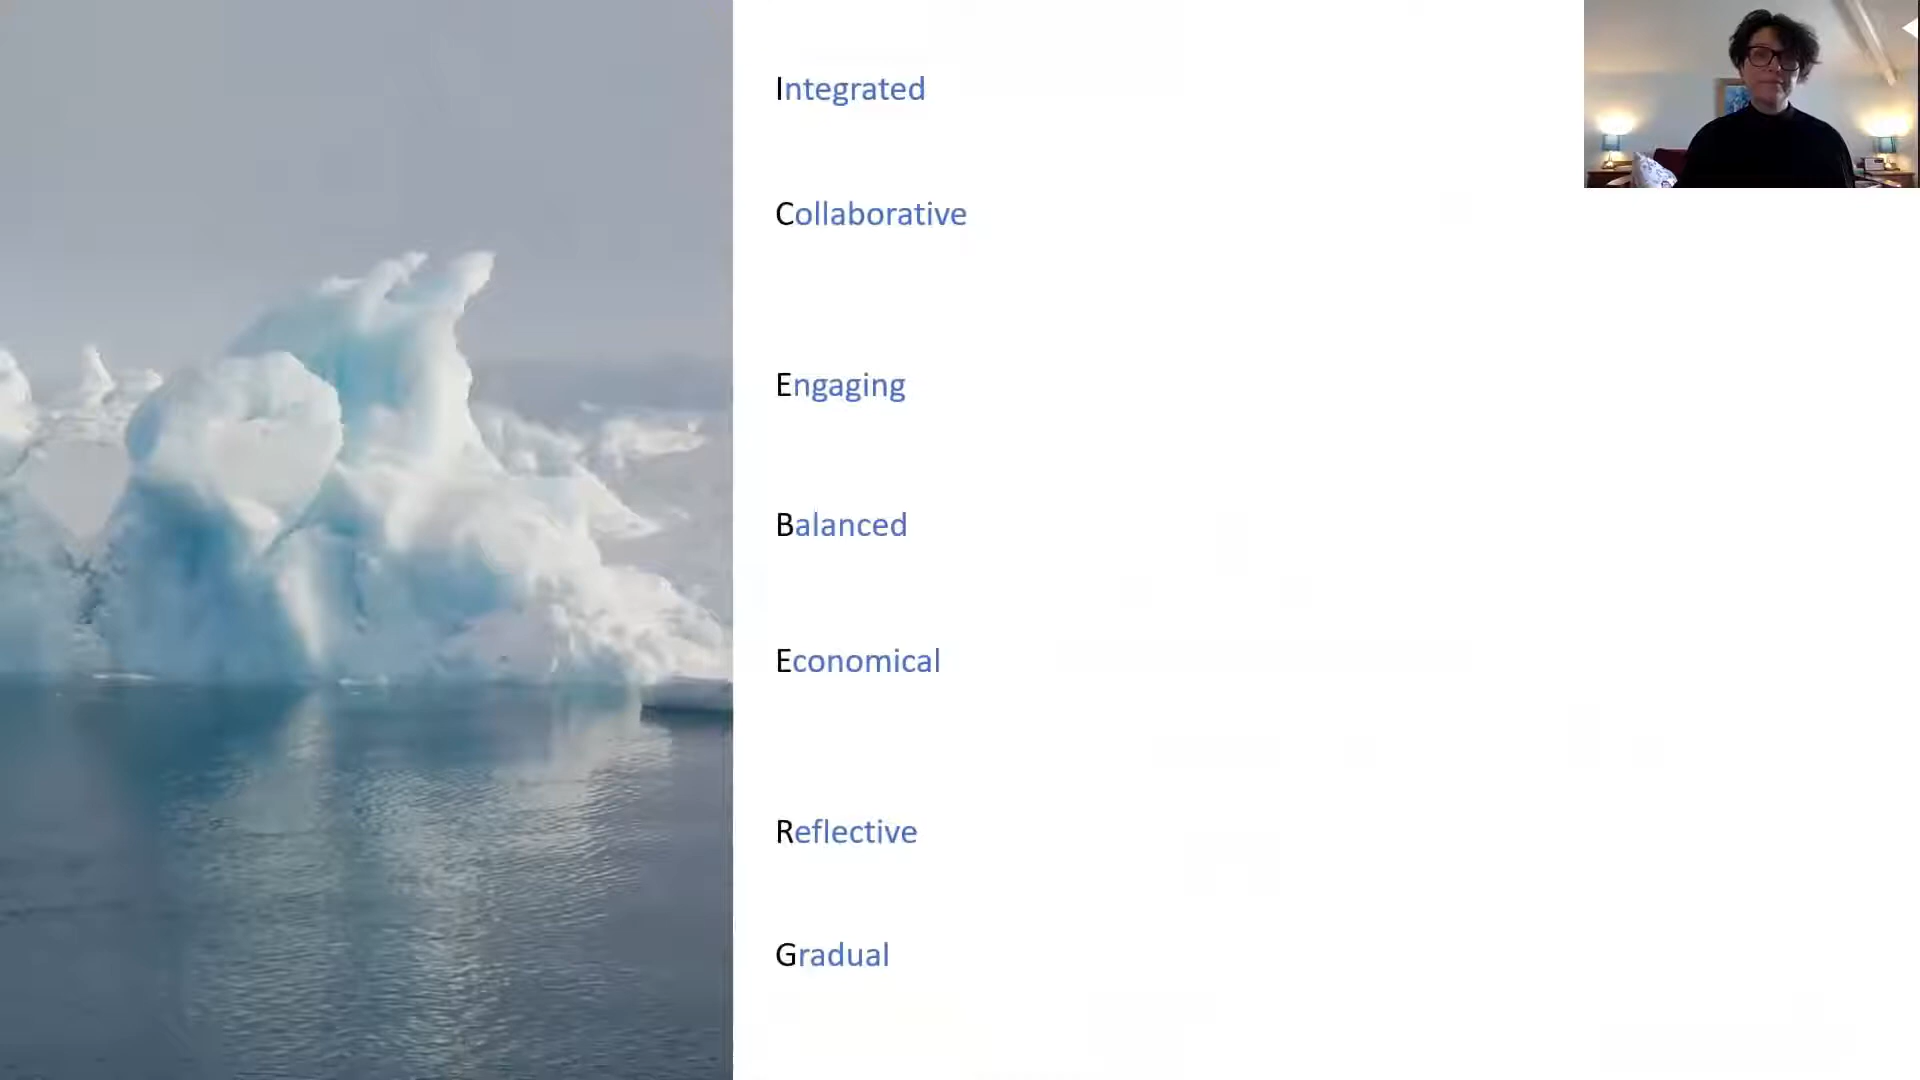 Integrated
Collaborative
Engaging
Balanced
Economical
Reflective
Gradual